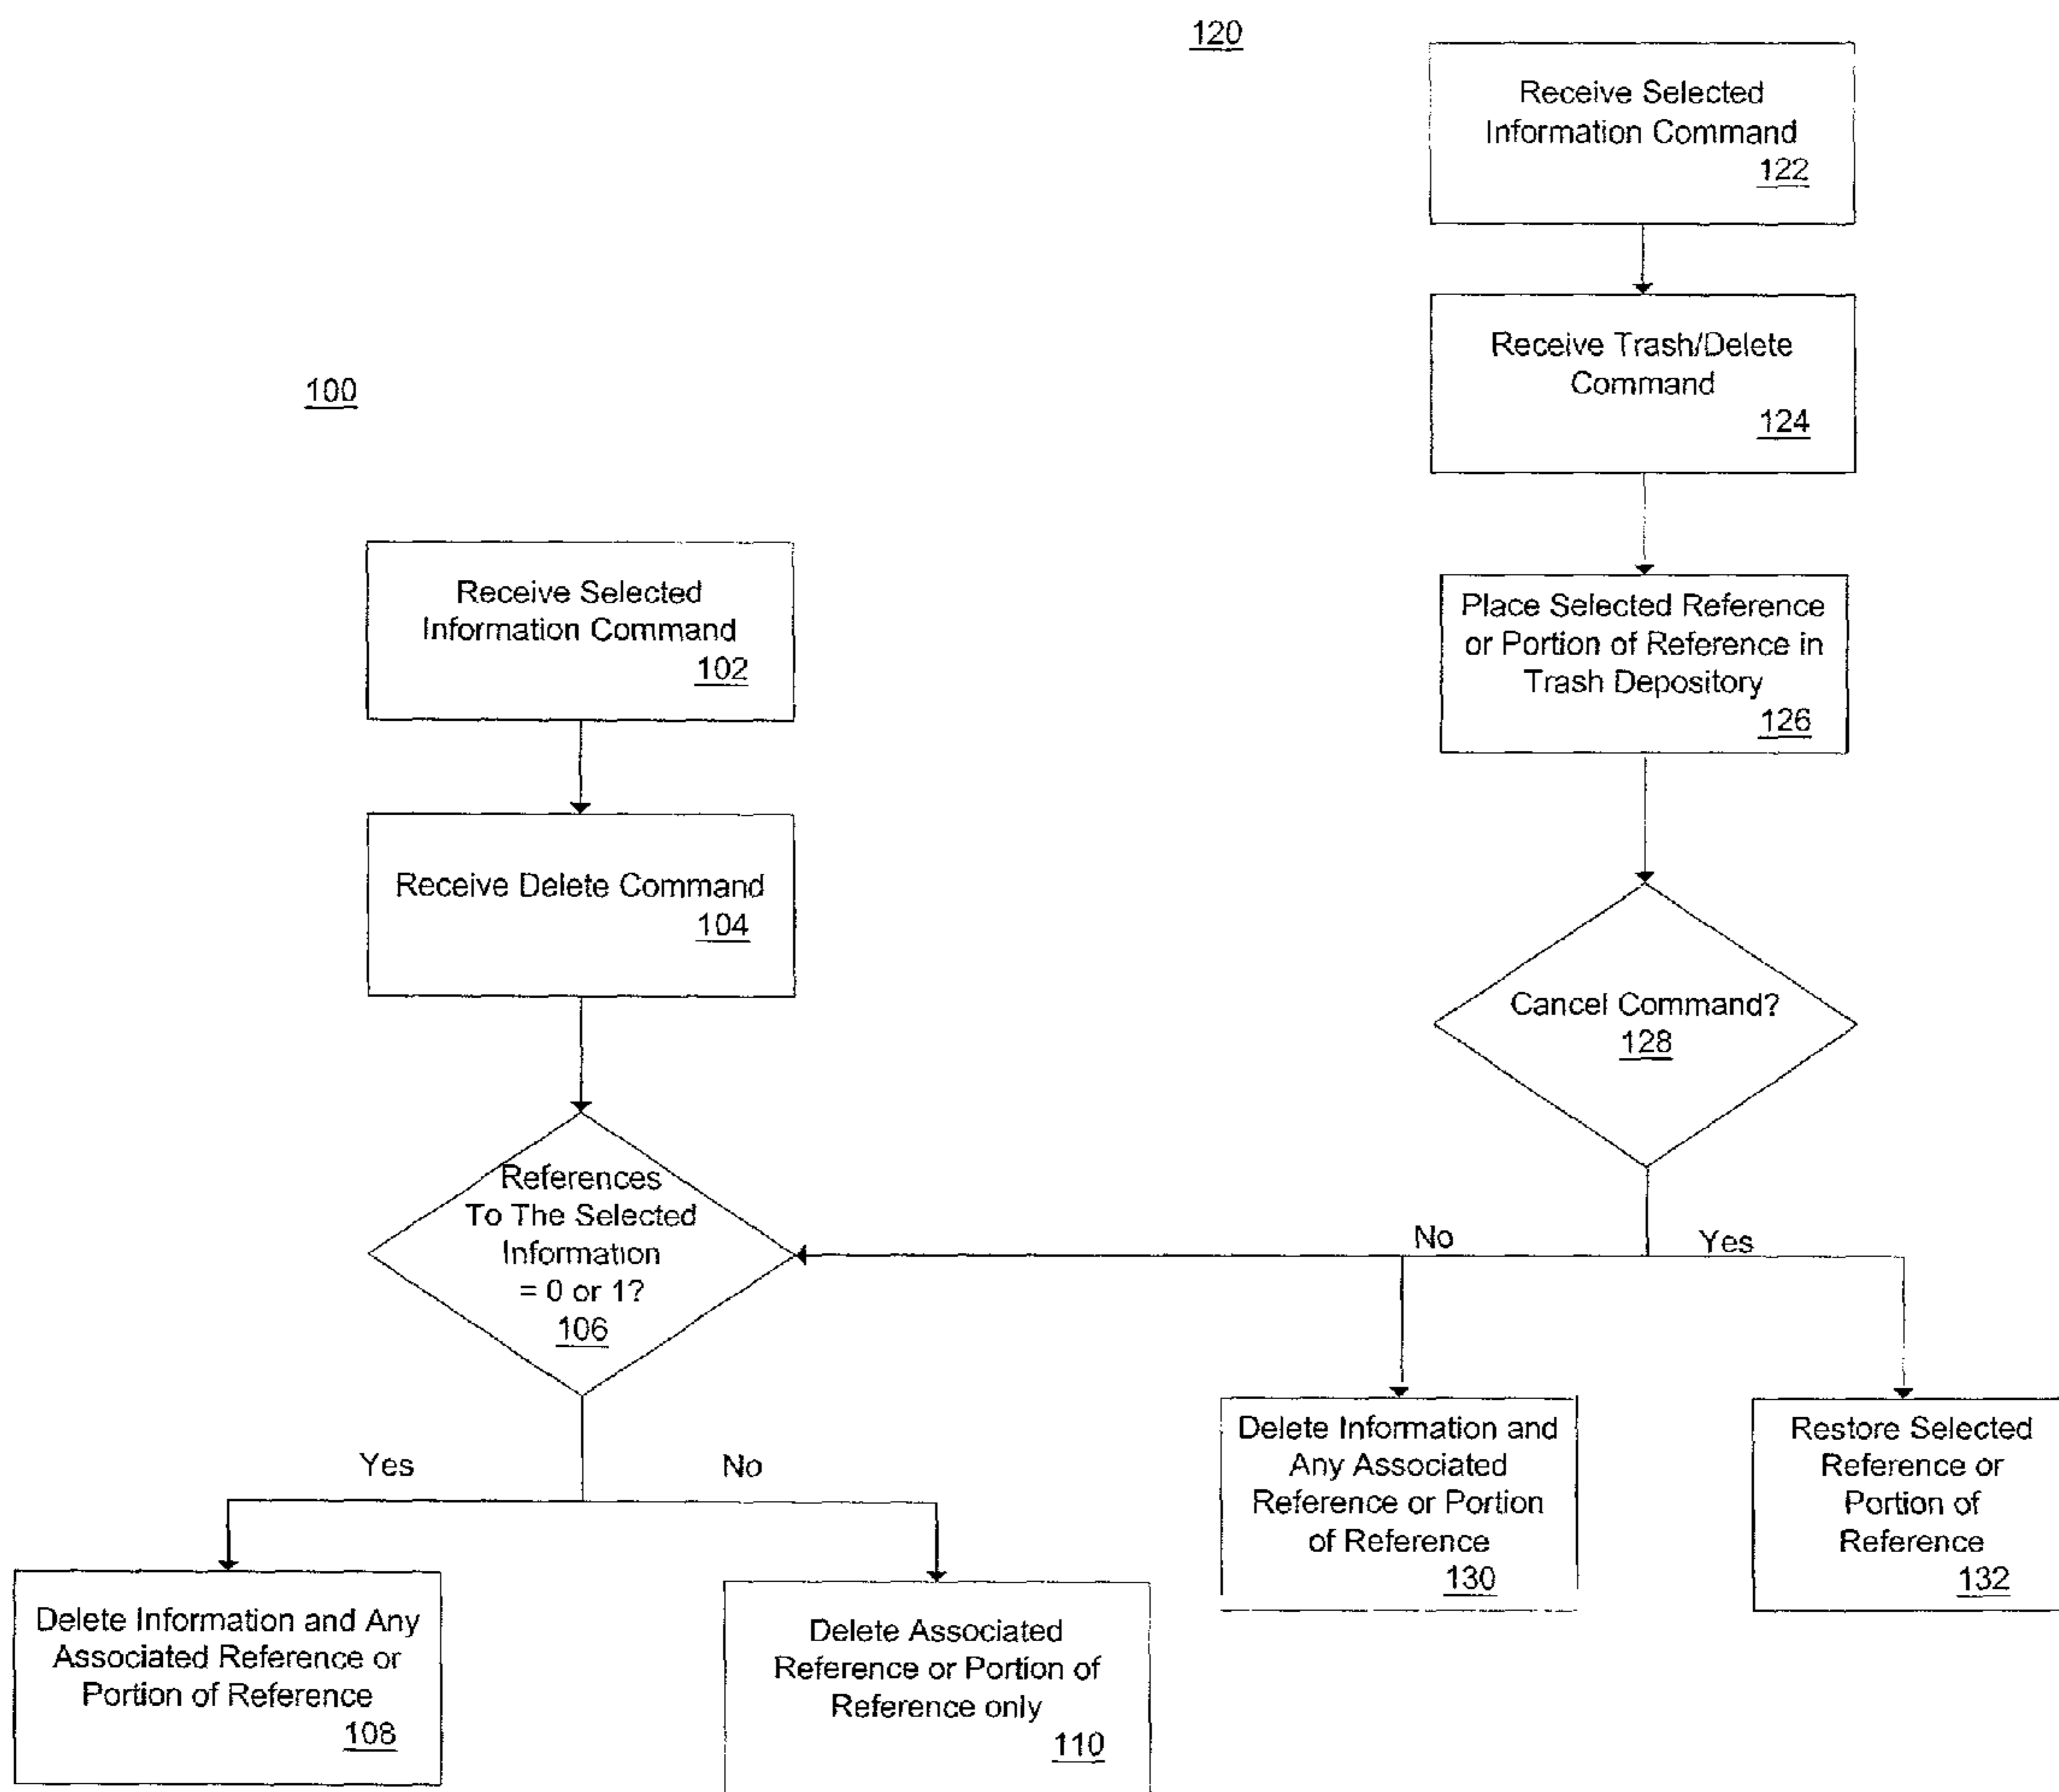 120
Receive Selected
Information Command
122
Receive Trash/Delete
Command
124
Place Selected Reference
or Portion of Reference in
Trash Depository
126
Cancel Command?
128
No
Yes
Delete Information and
Any Associated
Reference or Portion
of Reference
130
Restore Selected
Reference or
Portion of
Reference
132
100
Receive Selected
Information Command
102
Receive Delete Command
104
References
To The Selected
Information
= 0 or 1?
106
Yes
No
Delete Information and Any
Associated Reference or
Portion of Reference
108
Delete Associated
Reference or Portion of
Reference only
110